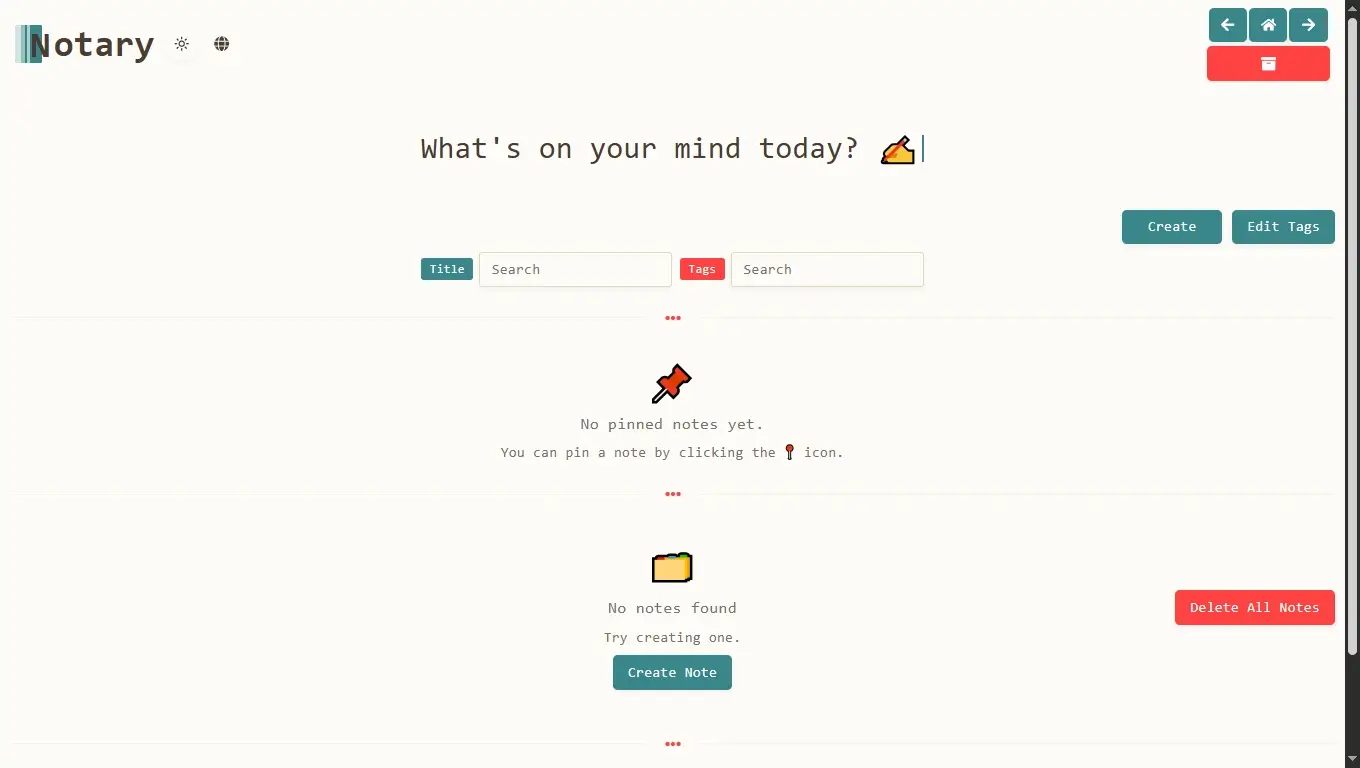 Notary
What's on your mind today? ✍
Create
Edit Tags
Title
Search
Tags
Search
No pinned notes yet.
You can pin a note by clicking the 📍 icon.
No notes found
Try creating one.
Delete All Notes
Create Note